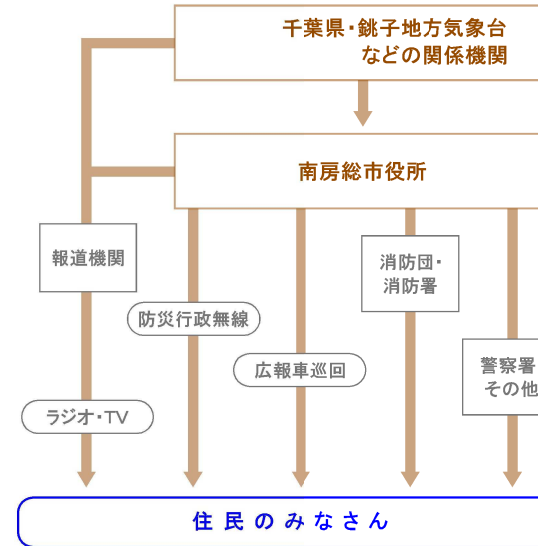 千葉県・銚子地方気象台
などの関係機関
南房総市役所
報道機関
消防団・
消防署
防災行政無線
広報車巡回
警察署
その他
ラジオ・TV
住民のみなさん